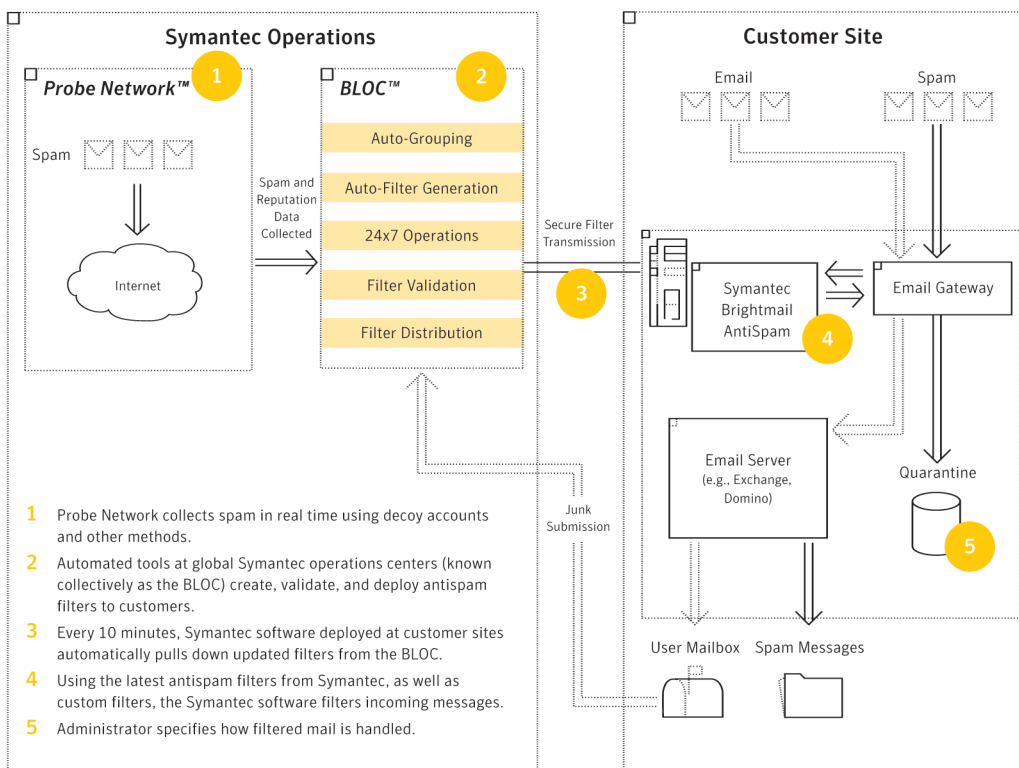 Symantec Operations
Probe Network™
1
Spam
Internet
Spam and
Reputation
Data
Collected
BLOC™
2
Auto-Grouping
Auto-Filter Generation
24x7 Operations
Filter Validation
Filter Distribution
Secure Filter
Transmission
3
Customer Site
Email
Spam
Symantec
Brightmail
AntiSpam
4
Email Gateway
Email Server
(e.g., Exchange,
Domino)
Quarantine
5
Junk
Submission
User Mailbox
Spam Messages
1 Probe Network collects spam in real time using decoy accounts
and other methods.
2 Automated tools at global Symantec operations centers (known
collectively as the BLOC) create, validate, and deploy antispam
filters to customers.
3 Every 10 minutes, Symantec software deployed at customer sites
automatically pulls down updated filters from the BLOC.
4 Using the latest antispam filters from Symantec, as well as
custom filters, the Symantec software filters incoming messages.
5 Administrator specifies how filtered mail is handled.